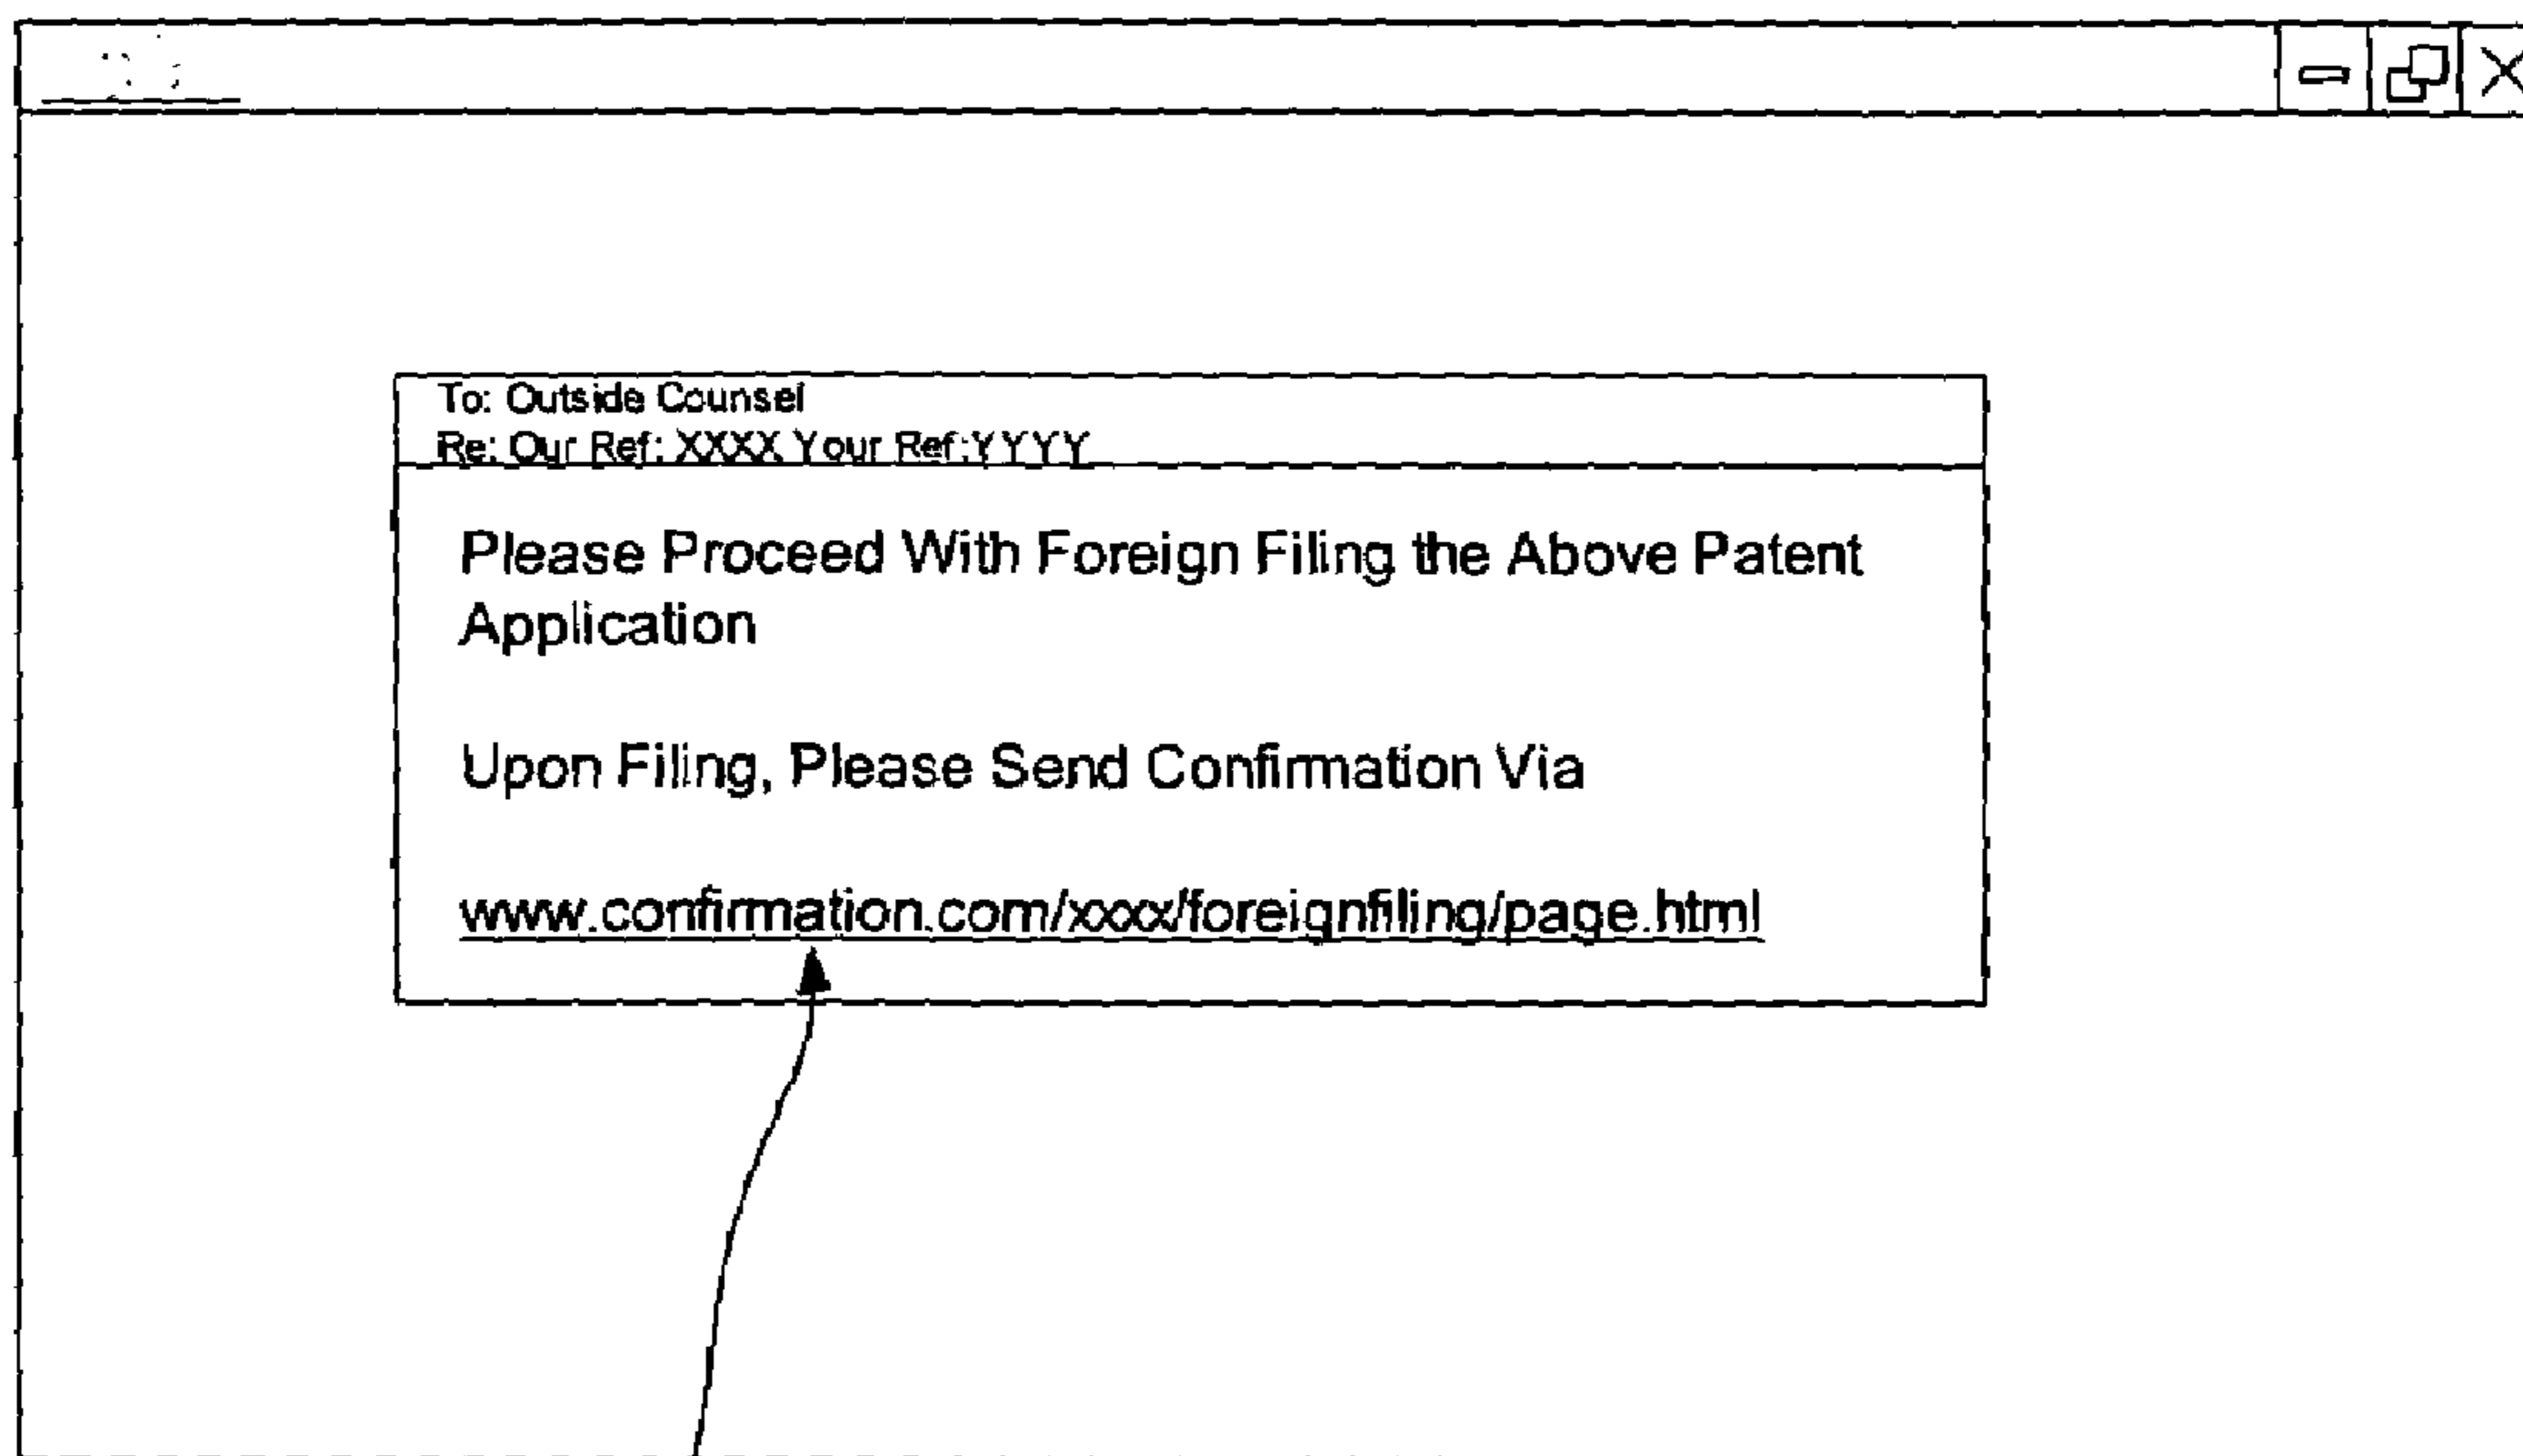 To: Outside Counsel
Re: Our Ref: XXXX Your Ref:YYYY
Please Proceed With Foreign Filing the Above Patent
Application
Upon Filing, Please Send Confirmation Via
www.confirmation.com/xxxx/foreignfiling/page.html